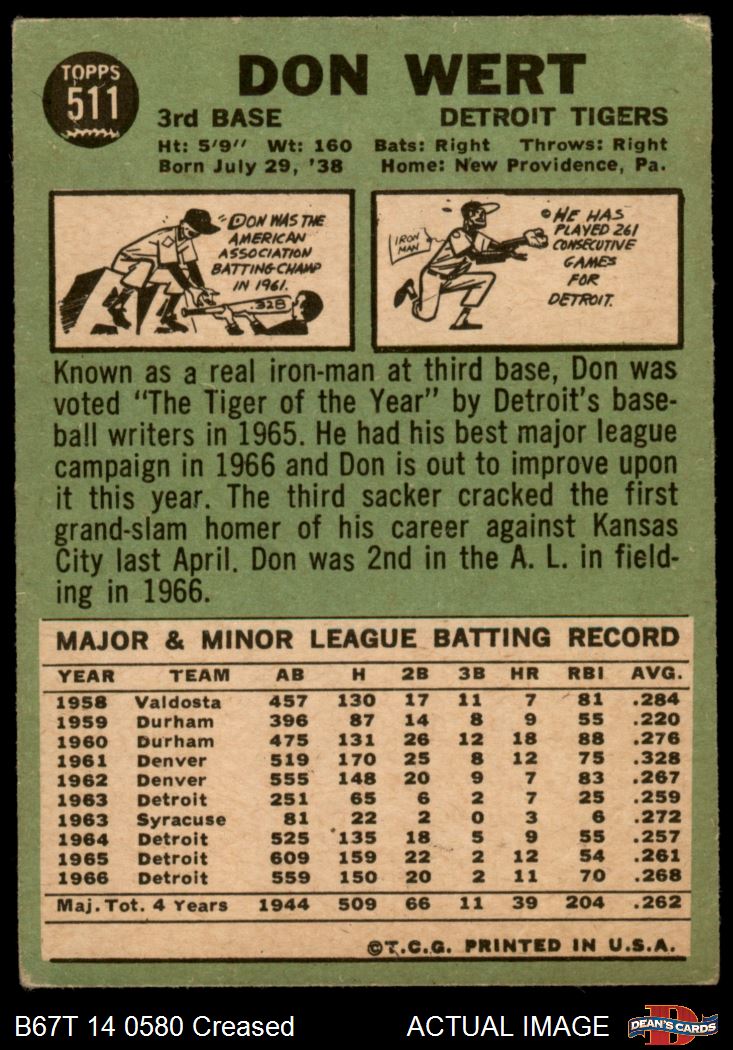 TOPPS
511
DON WERT
3rd BASE DETROIT TIGERS
Ht: 5'9" Wt: 160 Bats: Right Throws: Right
Born July 29, '38 Home: New Providence, Pa.
DON WAS THE
AMERICAN
ASSOCIATION
BATTING CHAMP
IN 1961.
.328
IRON
MAN
HE HAS
PLAYED 261
CONSECUTIVE
GAMES
FOR
DETROIT.
Known as a real iron-man at third base, Don was
voted "The Tiger of the Year" by Detroit's base-
ball writers in 1965. He had his best major league
campaign in 1966 and Don is out to improve upon
it this year. The third sacker cracked the first
grand-slam homer of his career against Kansas
City last April. Don was 2nd in the A. L. in field-
ing in 1966.
MAJOR & MINOR LEAGUE BATTING RECORD
YEAR TEAM AB H 2B 3B HR RBI AVG.
1958 Valdosta 457 130 17 11 7 81 .284
1959 Durham 396 87 14 8 9 55 .220
1960 Durham 475 131 26 12 18 88 .276
1961 Denver 519 170 25 8 12 75 .328
1962 Denver 555 148 20 9 7 83 .267
1963 Detroit 251 65 6 2 7 25 .259
1963 Syracuse 81 22 2 0 3 6 .272
1964 Detroit 525 135 18 5 9 55 .257
1965 Detroit 609 159 22 2 12 54 .261
1966 Detroit 559 150 20 2 11 70 .268
Maj. Tot. 4 Years 1944 509 66 11 39 204 .262
©T.C.G. PRINTED IN U.S.A.
B67T 14 0580 Creased ACTUAL IMAGE
DEAN'S CARDS